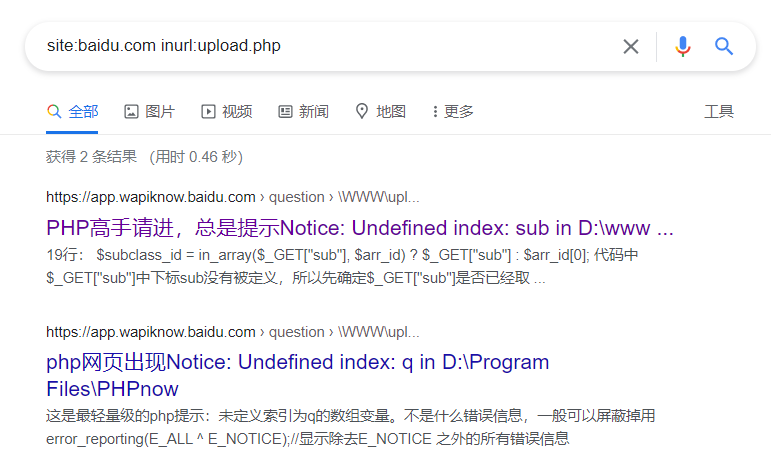 site:baidu.com inurl:upload.php
全部 图片 视频 新闻 地图 更多 工具
获得 2 条结果 （用时 0.46 秒）
https://app.wapiknow.baidu.com › question › \WWW\upl...
PHP高手请进，总是提示Notice: Undefined index: sub in D:\www ...
19行： $subclass_id = in_array($_GET["sub"], $arr_id) ? $_GET["sub"] : $arr_id[0]; 代码中
$_GET["sub"]中下标sub没有被定义，所以先确定$_GET["sub"]是否已经取 ...
https://app.wapiknow.baidu.com › question › \WWW\upl...
php网页出现Notice: Undefined index: q in D:\Program
Files\PHPnow
这是最轻量级的php提示：未定义索引为q的数组变量。不是什么错误信息，一般可以屏蔽掉用
error_reporting(E_ALL ^ E_NOTICE);//显示除去E_NOTICE 之外的所有错误信息